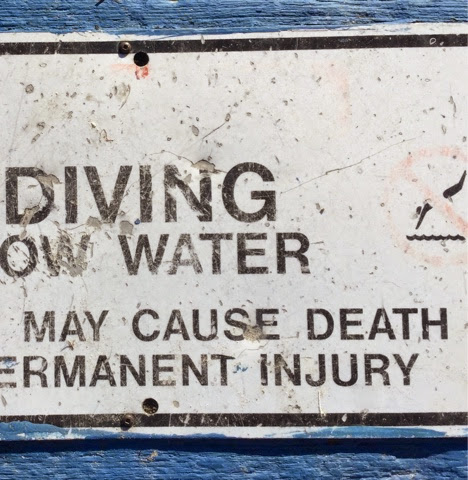 DIVING
OW WATER
MAY CAUSE DEATH
ERMANENT INJURY